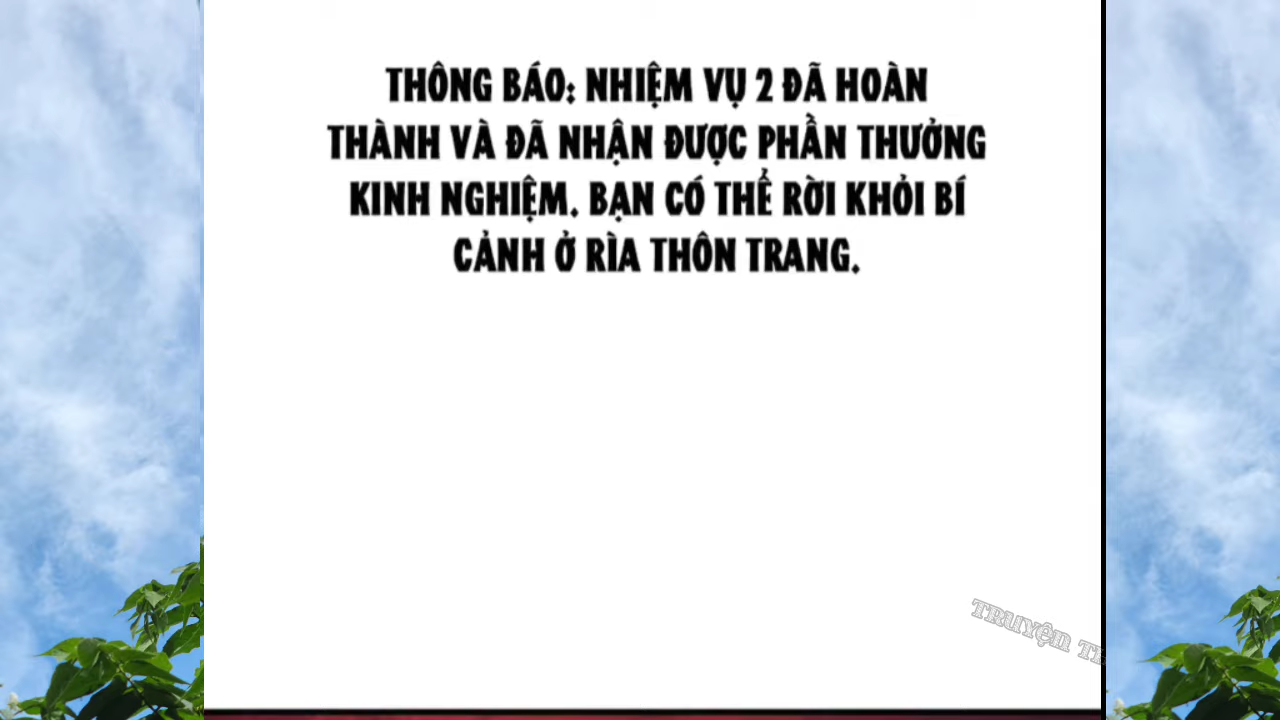 THÔNG BÁO: NHIỆM VỤ 2 ĐÃ HOÀN
THÀNH VÀ ĐÃ NHẬN ĐƯỢC PHẦN THƯỞNG
KINH NGHIỆM. BẠN CÓ THỂ RỜI KHỎI BÍ
CẢNH Ở RÌA THÔN TRANG.
TRUYỆN